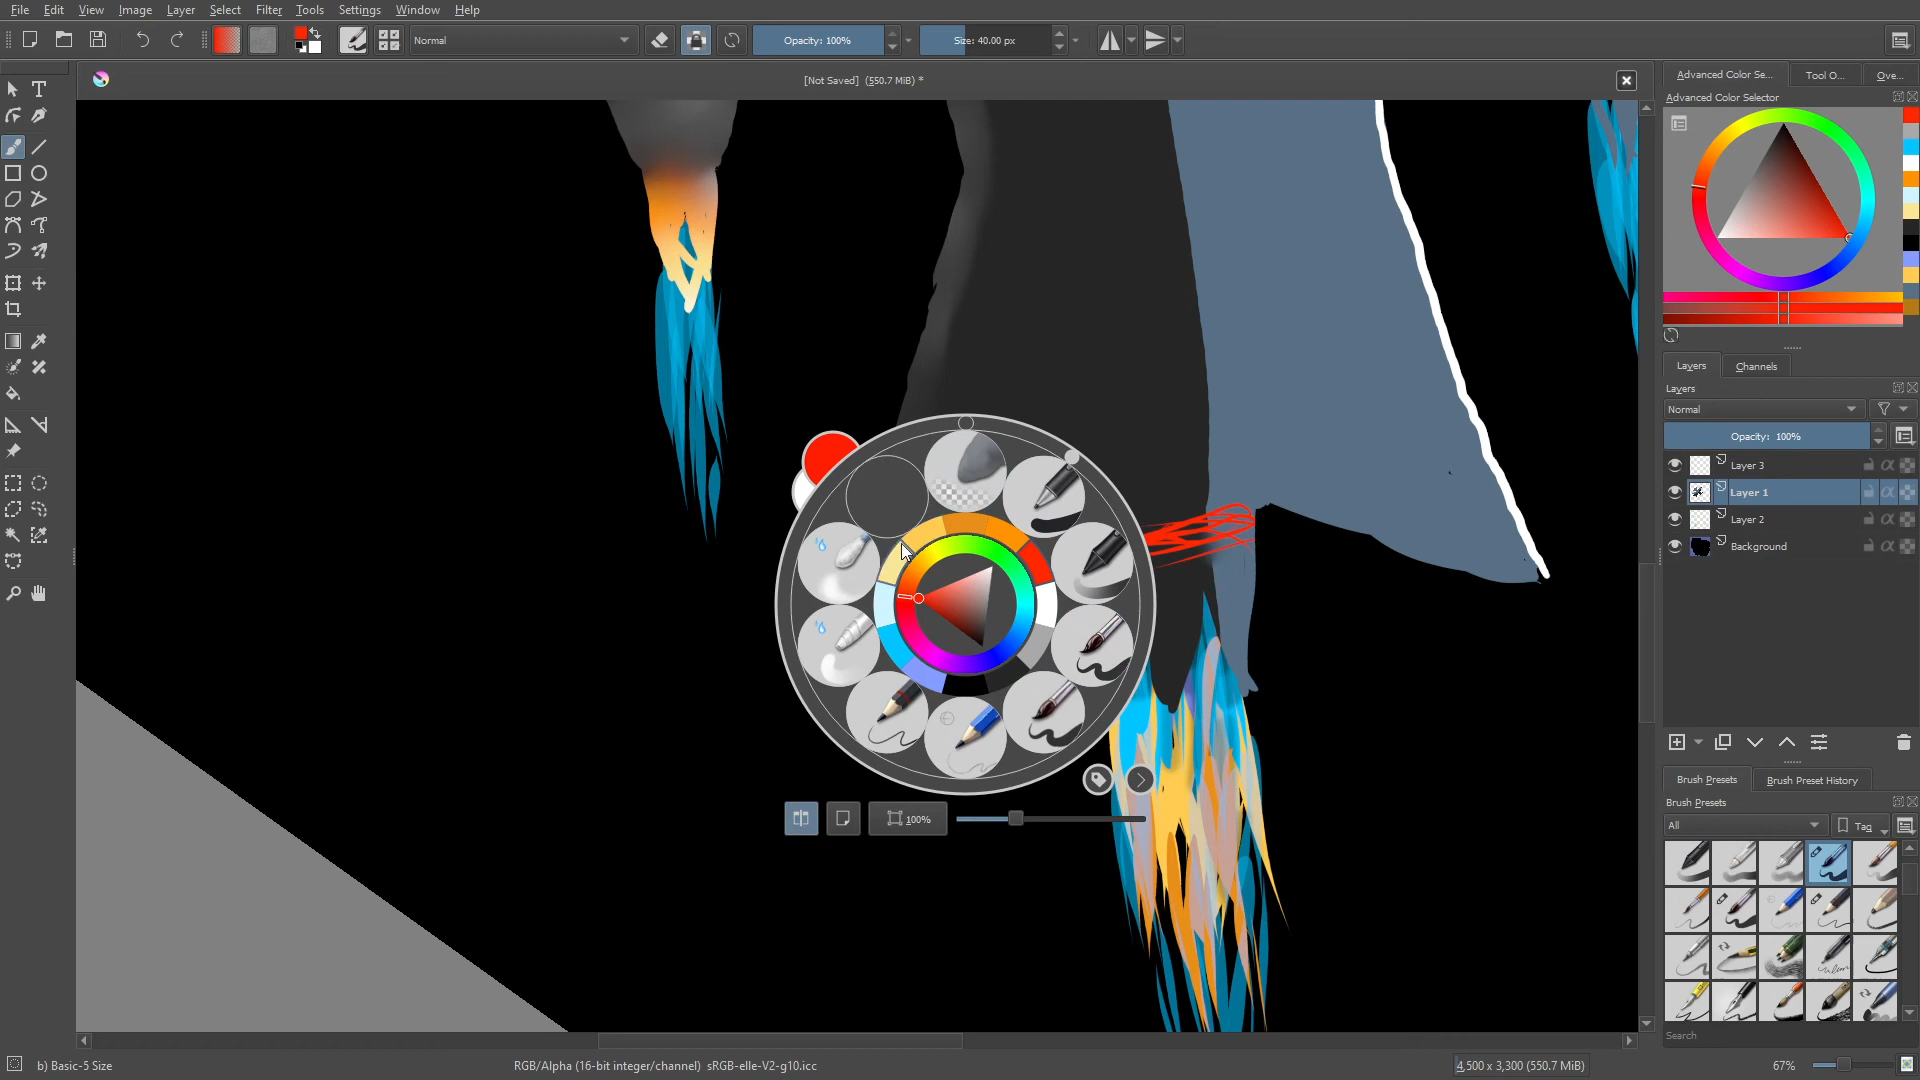 File Edit View Image Layer Select Filter Tools Settings Window Help
Normal
Opacity: 100%
Size: 40.00 px
[Not Saved] (550.7 MiB) *
Advanced Color Se...
Tool O...
Ove...
Advanced Color Selector
Layers
Channels
Layers
Normal
Opacity: 100%
Layer 3
Layer 1
Layer 2
Background
Brush Presets
Brush Preset History
Brush Presets
All
Tag
Search
100%
b) Basic-5 Size
RGB/Alpha (16-bit integer/channel) sRGB-elle-V2-g10.icc
4,500 x 3,300 (550.7 MiB)
67%